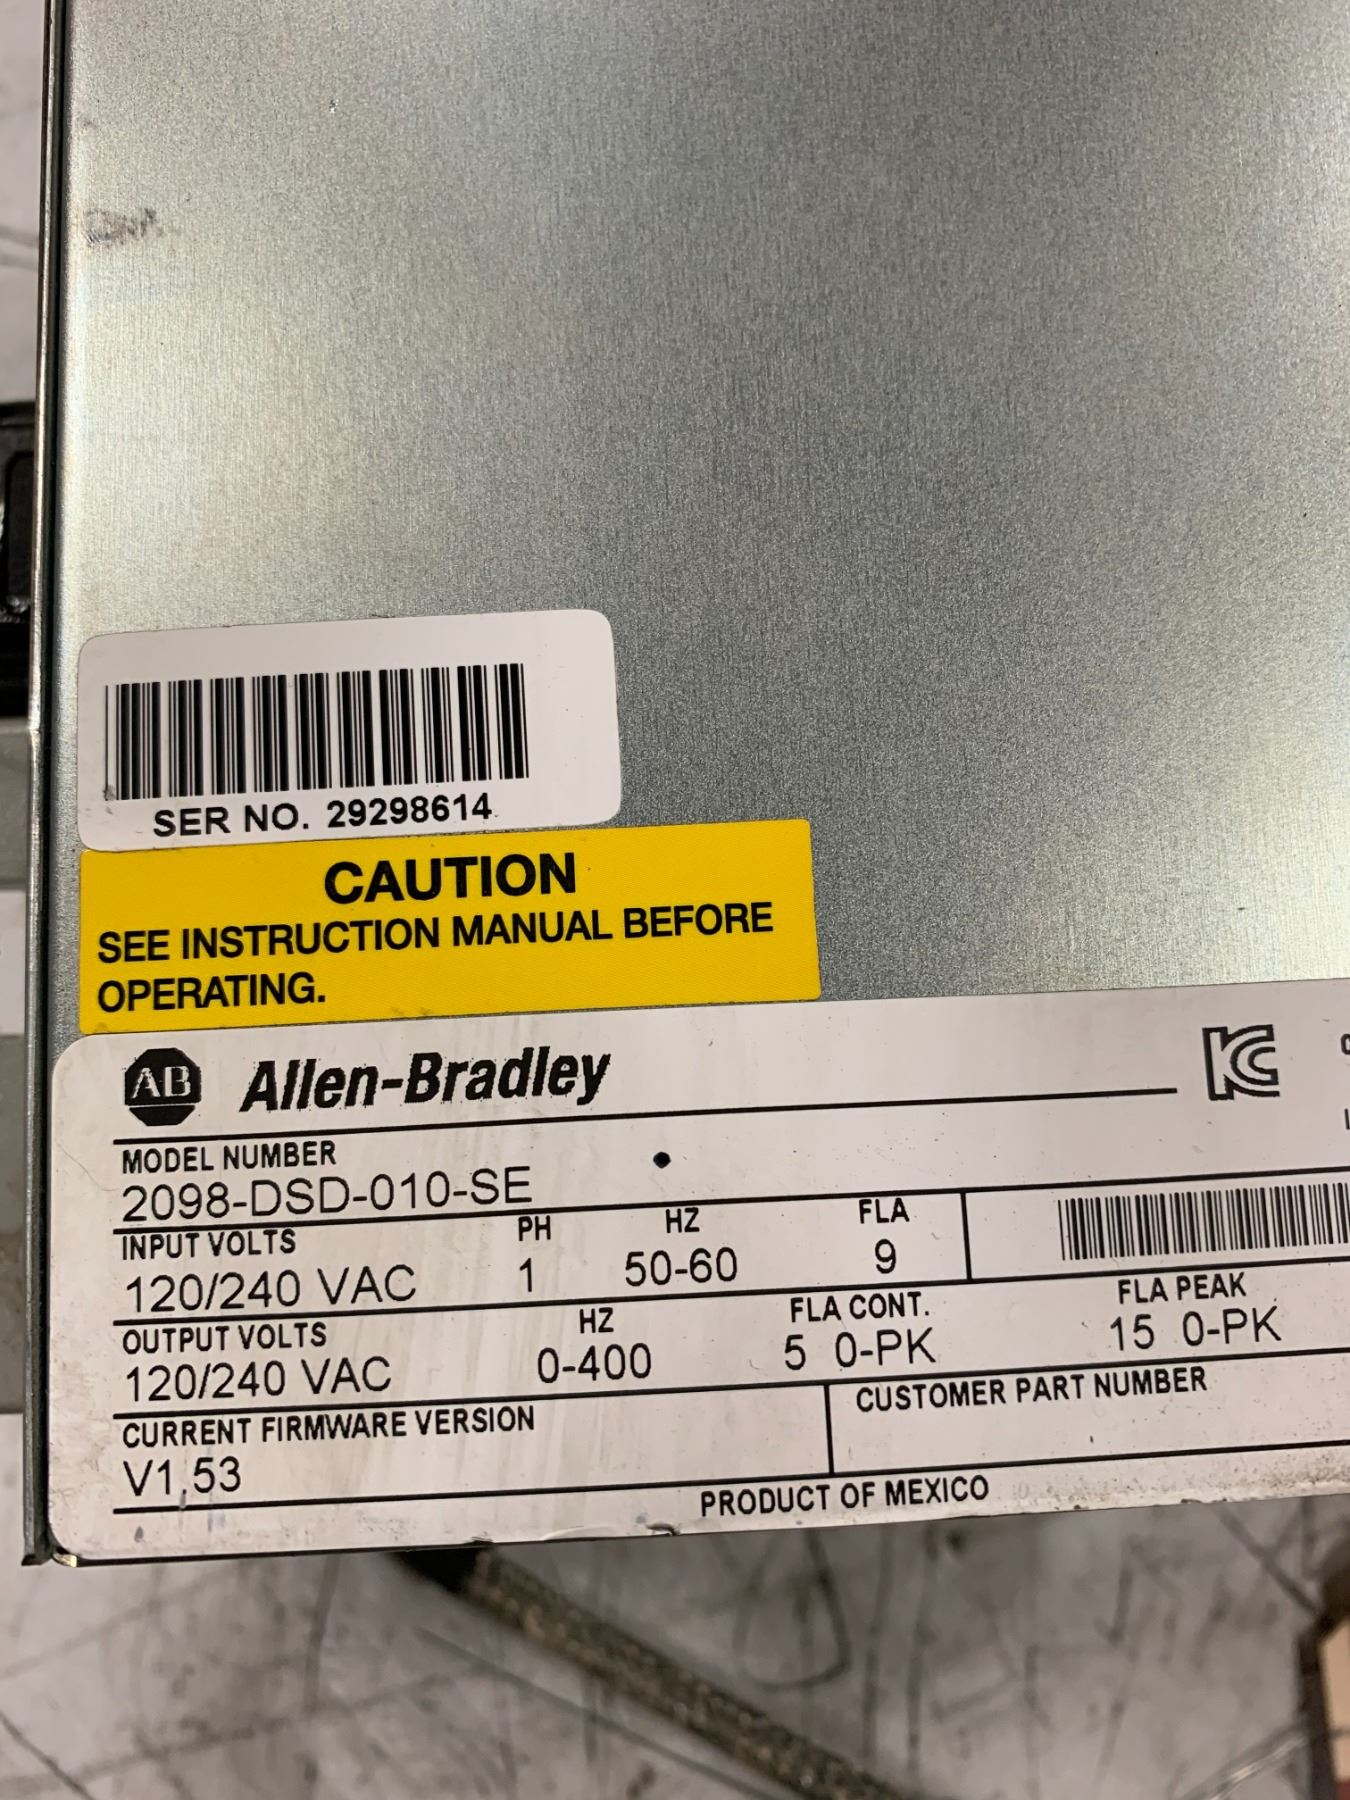 SER NO. 29298614
CAUTION
SEE INSTRUCTION MANUAL BEFORE
OPERATING.
AB Allen-Bradley
MODEL NUMBER
2098-DSD-010-SE
INPUT VOLTS PH HZ FLA
120/240 VAC 1 50-60 9
OUTPUT VOLTS HZ FLA CONT. FLA PEAK
120/240 VAC 0-400 5 0-PK 15 0-PK
CURRENT FIRMWARE VERSION CUSTOMER PART NUMBER
V1.53
PRODUCT OF MEXICO